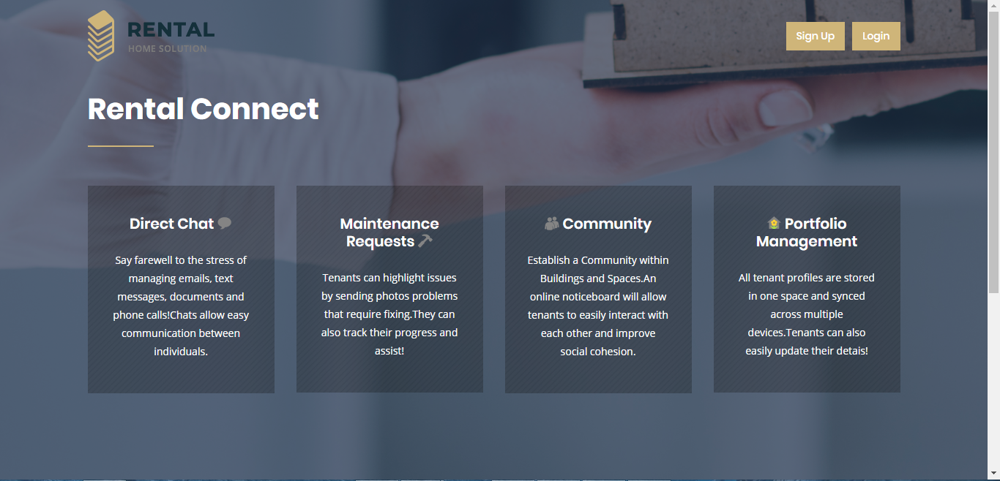 RENTAL
HOME SOLUTION
Sign Up
Login
Rental Connect
Direct Chat
Say farewell to the stress of
managing emails, text
messages, documents and
phone calls!Chats allow easy
communication between
individuals.
Maintenance
Requests
Tenants can highlight issues
by sending photos problems
that require fixing.They can
also track their progress and
assist!
Community
Establish a Community within
Buildings and Spaces.An
online noticeboard will allow
tenants to easily interact with
each other and improve
social cohesion.
Portfolio
Management
All tenant profiles are stored
in one space and synced
across multiple
devices.Tenants can also
easily update their detais!